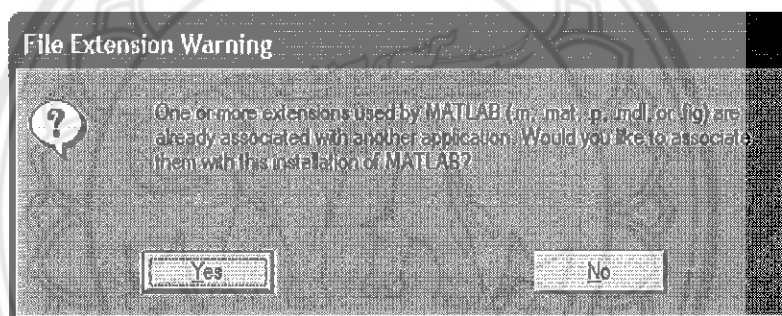 File Extension Warning
?
One or more extensions used by MATLAB (.m, .mat, .p, .mdl, or .fig) are
already associated with another application. Would you like to associate
them with this installation of MATLAB?
Yes No